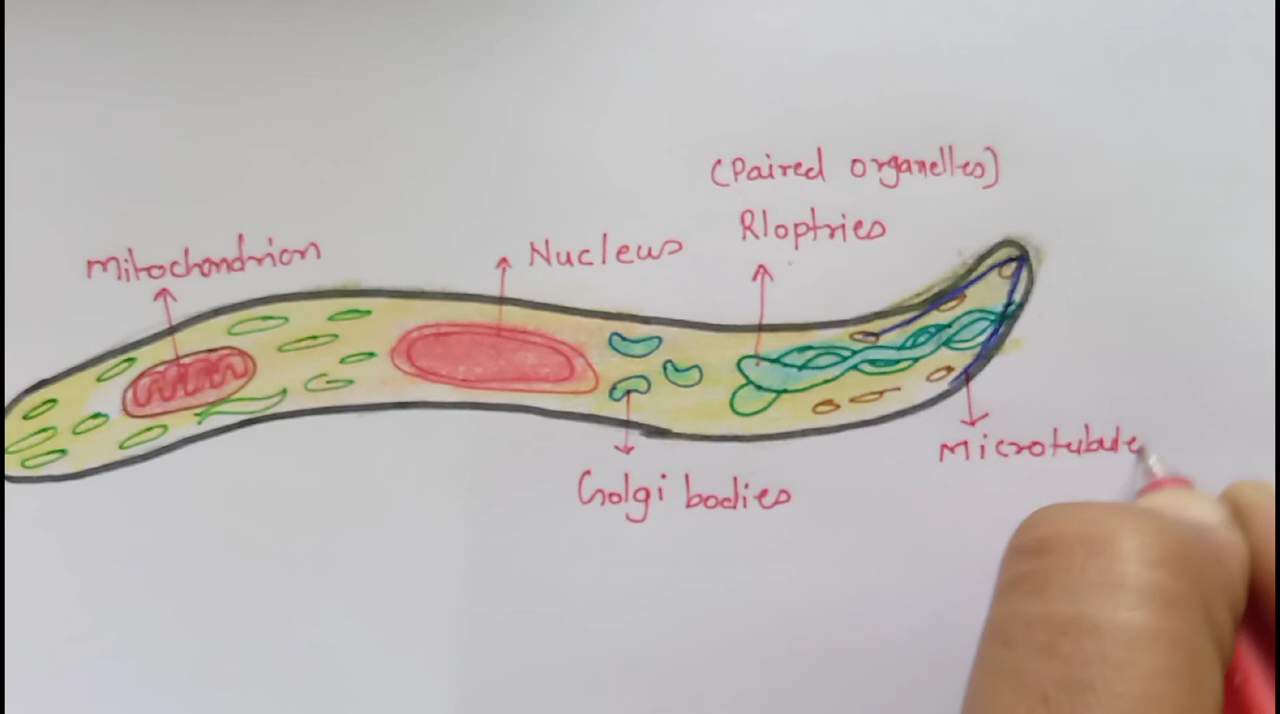 (Paired organelles)
Rloptries
Nucleus
Mitochondrion
Microtubule
Golgi bodies